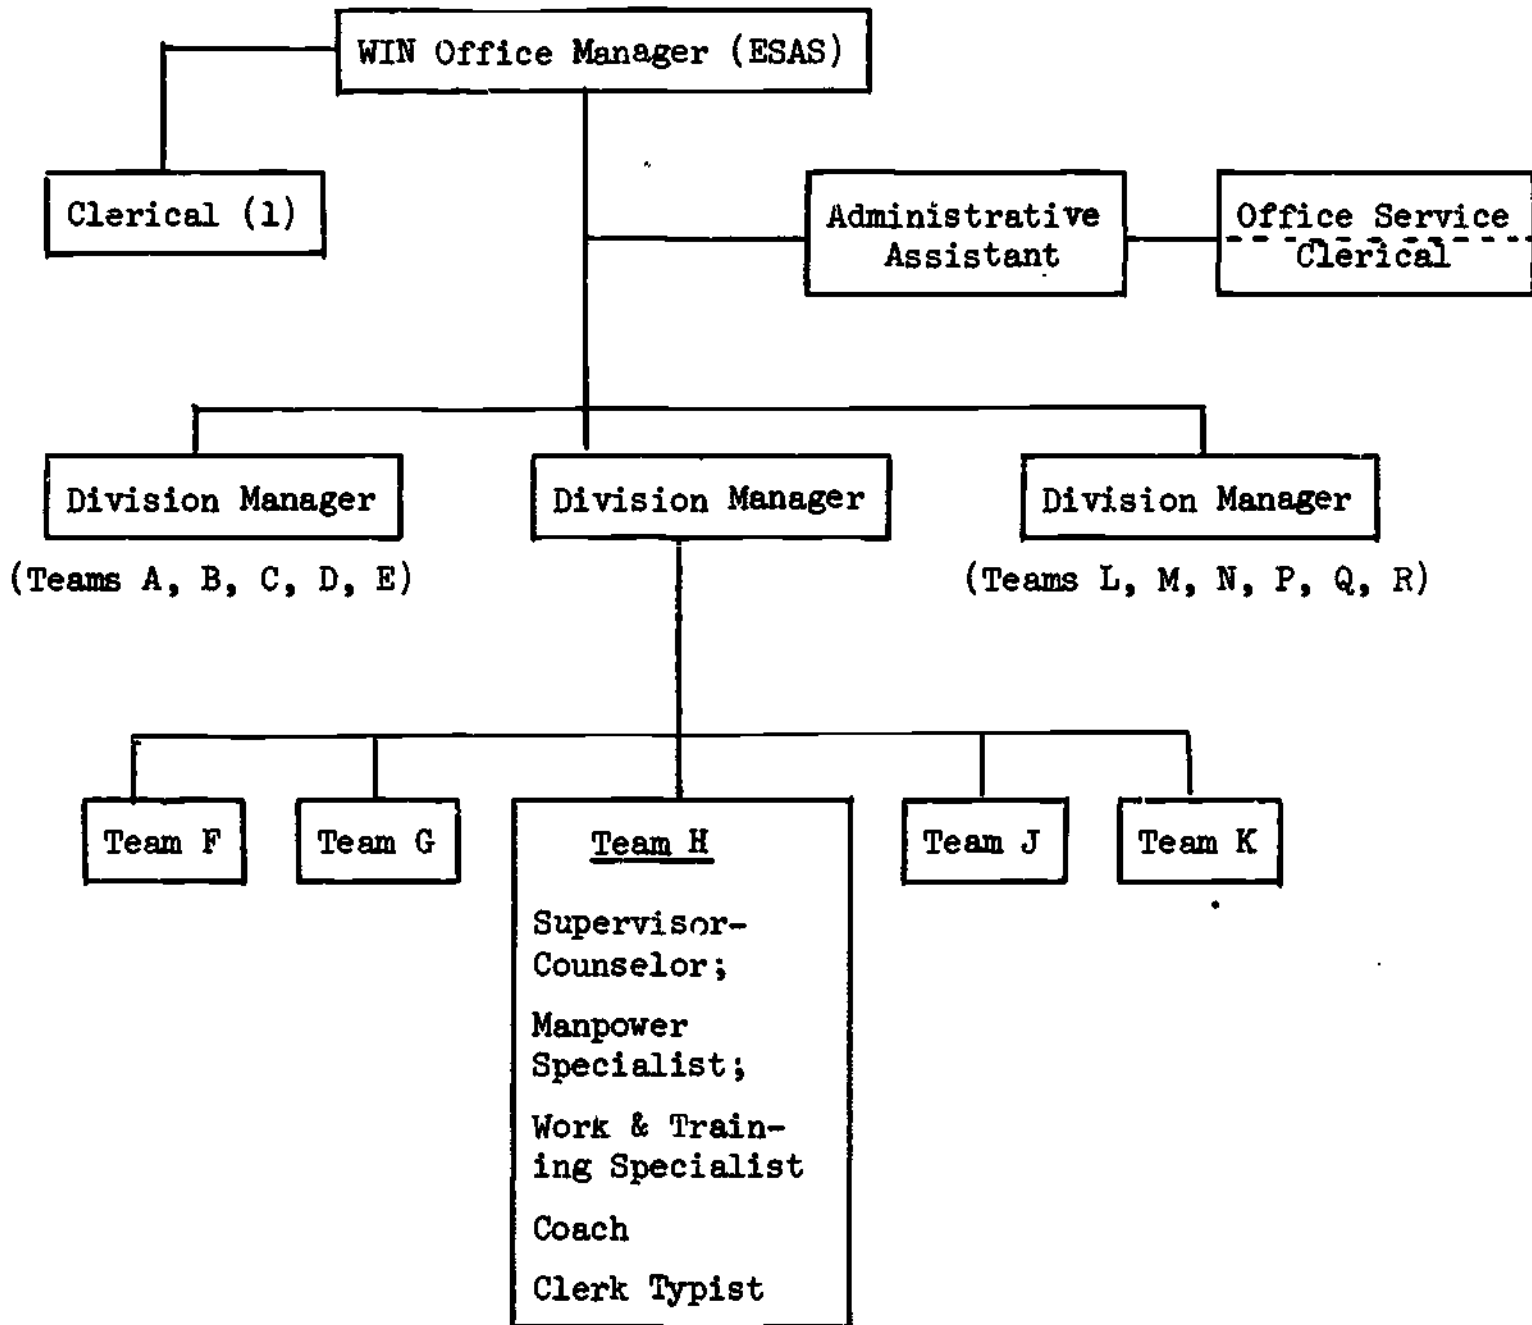 WIN Office Manager (ESAS)
Clerical (1)
Administrative
Assistant
Office Service
Clerical
Division Manager
Division Manager
Division Manager
(Teams A, B, C, D, E)
(Teams L, M, N, P, Q, R)
Team F
Team G
Team H
Supervisor-
Counselor;
Manpower
Specialist;
Work & Train-
ing Specialist
Coach
Clerk Typist
Team J
Team K